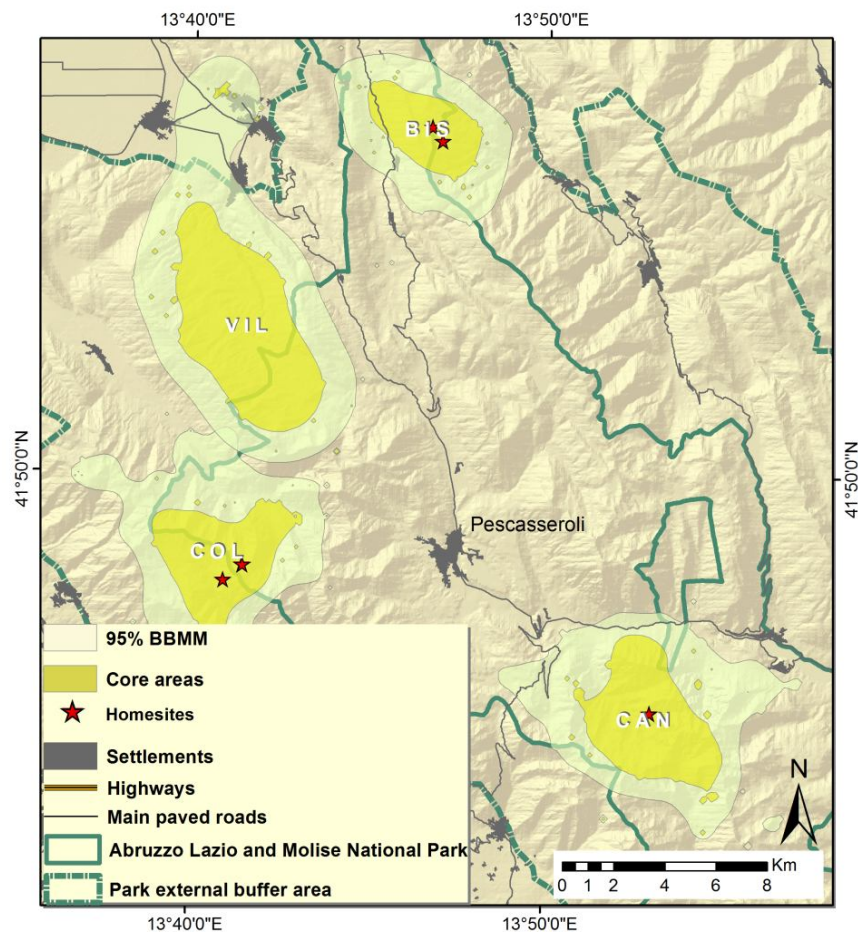 13°40'0"E 13°50'0"E
BIS
VIL
41°50'0"N 41°50'0"N
Pescasseroli
COL
CAN
95% BBMM
Core areas
Homesites
Settlements
Highways
Main paved roads
Abruzzo Lazio and Molise National Park
Park external buffer area
N
Km
0 1 2 4 6 8
13°40'0"E 13°50'0"E